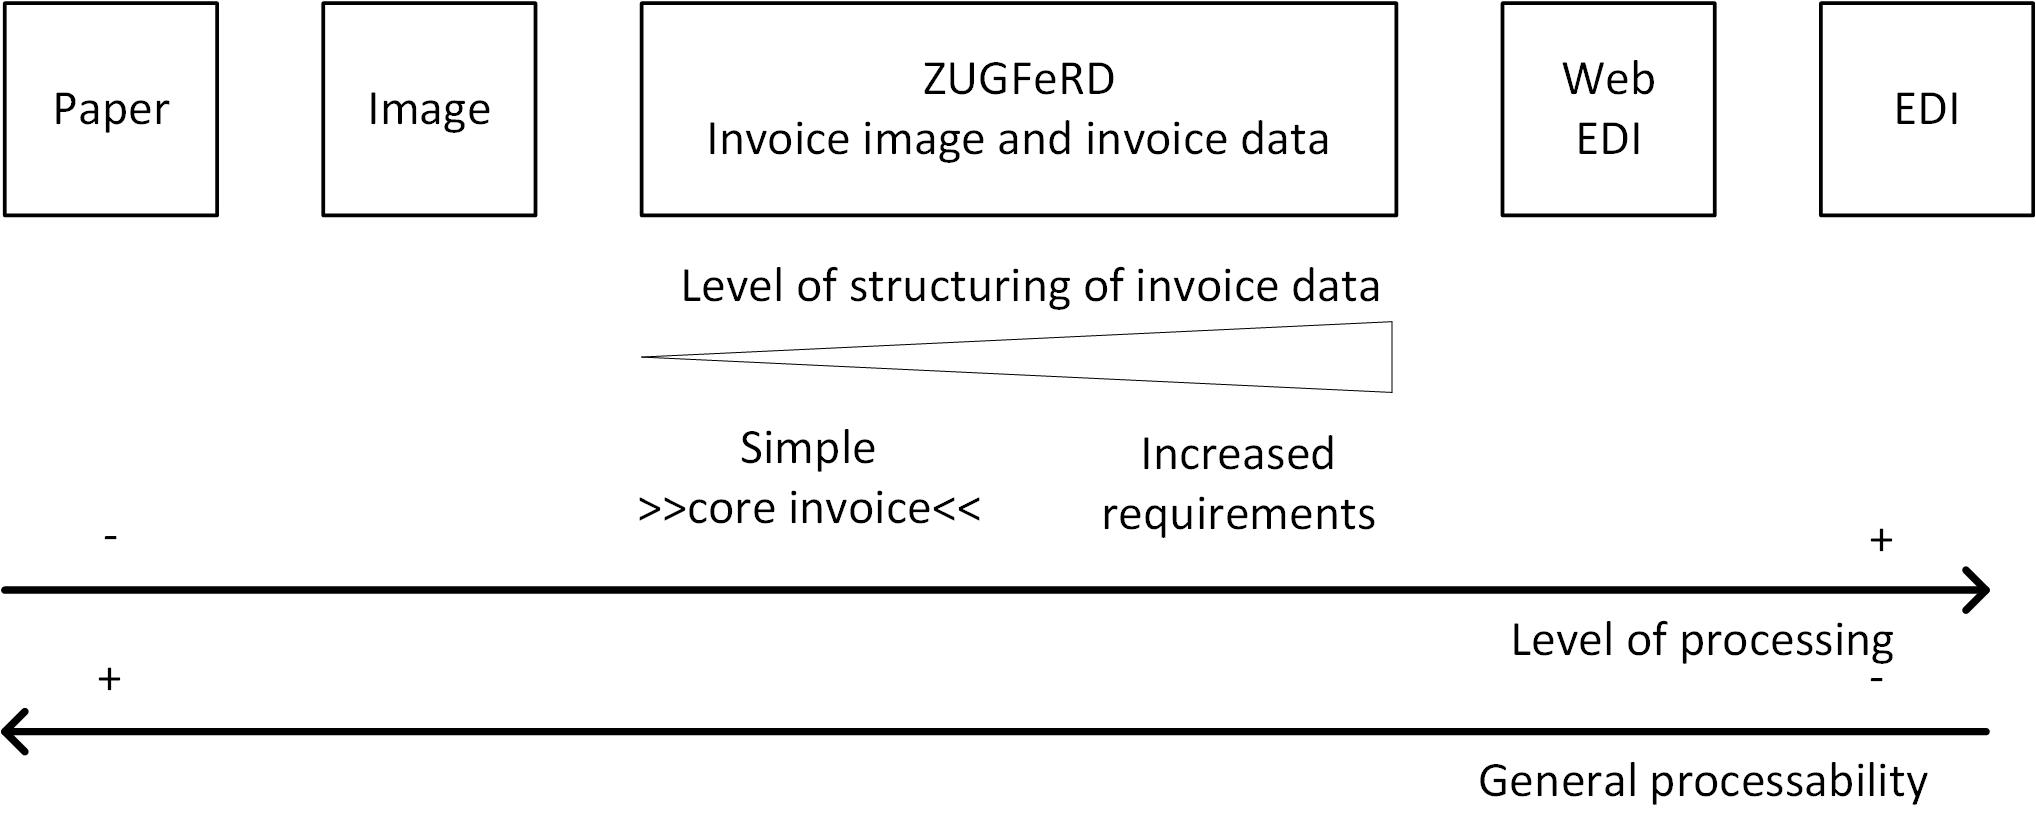 Paper
Image
ZUGFeRD
Invoice image and invoice data
Web
EDI
EDI
Level of structuring of invoice data
Simple
>>core invoice<<
Increased
requirements
-
+
Level of processing
+
-
General processability